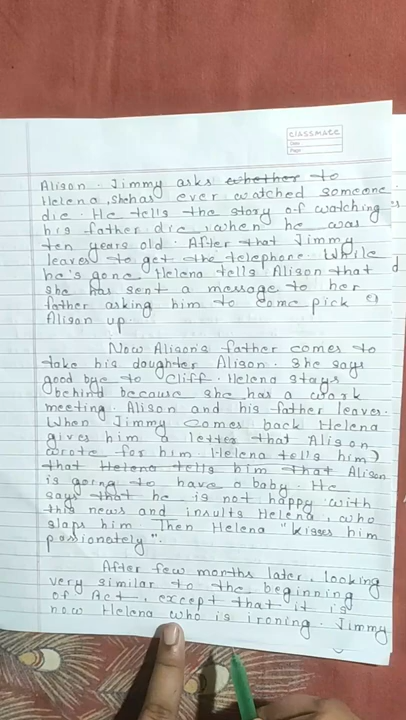 classmate
Date
Page
Alison. Jimmy asks whether to
Helena, shehas ever watched someone
die. He tells the story of watching
his father die, when he was
ten years old. After that Jimmy
leaves to get the telephone. While
he's gone Helena tells Alison that
she has sent a message to her
father asking him to come pick
Alison up.
Now Alison's father comes to
take his daughter Alison. She says
good bye to Cliff. Helena stays
behind because she has a work
meeting. Alison and his father leaves.
When Jimmy comes back Helena
gives him a letter that Alison
wrote for him. (Helena tell's him)
that Helena tells him that Alison
is going to have a baby. He
says that he is not happy with
this news and insults Helena, who
slaps him. Then Helena "kisses him
passionately".
After few months later, looking
very similar to the beginning
of Act, except that it is
now Helena who is ironing. Jimmy